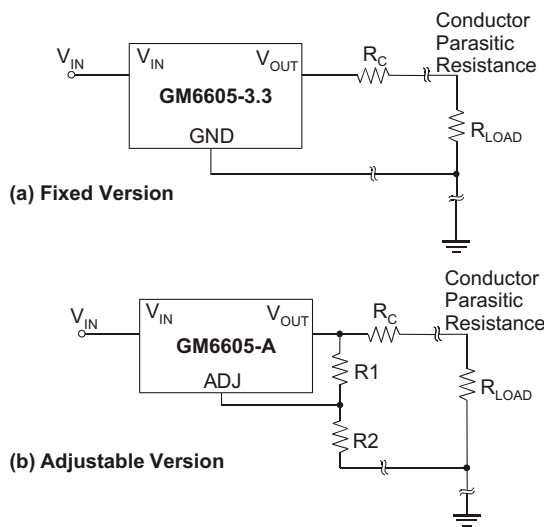 Conductor
Parasitic
Resistance
V_IN
V_IN
V_OUT
R_C
GM6605-3.3
GND
R_LOAD
(a) Fixed Version
Conductor
Parasitic
Resistance
V_IN
V_IN
V_OUT
R_C
GM6605-A
ADJ
R1
R_LOAD
R2
(b) Adjustable Version